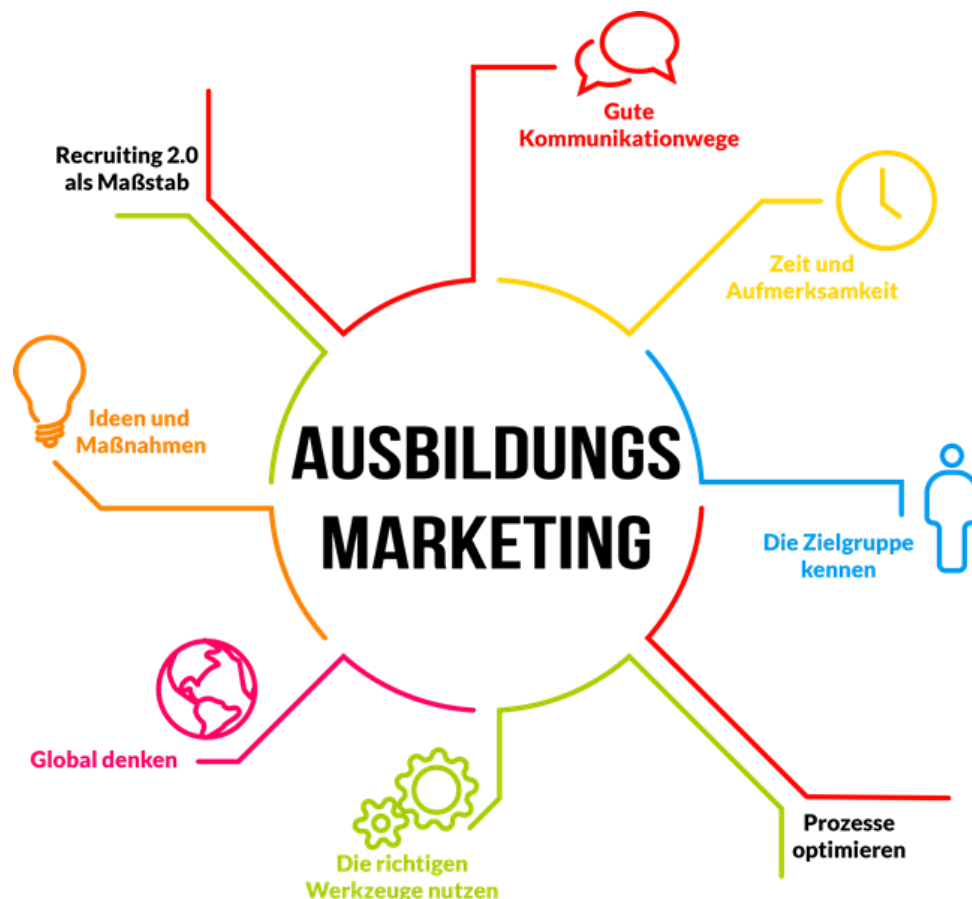 Gute
Kommunikationwege
Recruiting 2.0
als Maßstab
Zeit und
Aufmerksamkeit
Ideen und
Maßnahmen
AUSBILDUNGS
MARKETING
Die Zielgruppe
kennen
Global denken
Prozesse
optimieren
Die richtigen
Werkzeuge nutzen